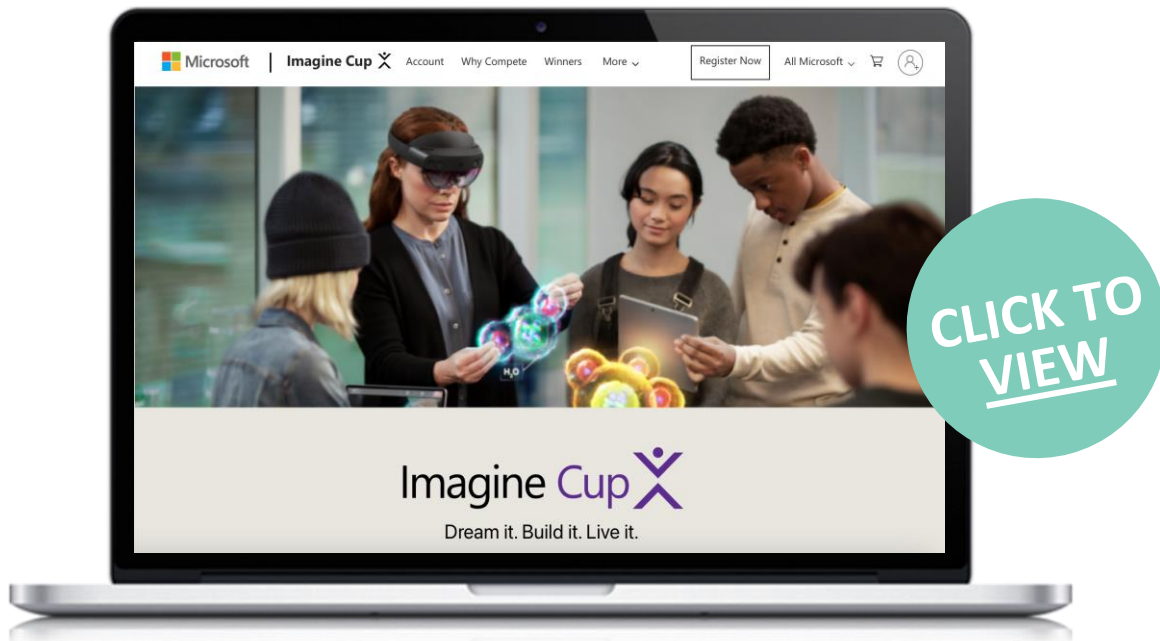 Microsoft | Imagine Cup Account Why Compete Winners More Register Now All Microsoft
H₂O
CLICK TO
VIEW
Imagine Cup
Dream it. Build it. Live it.